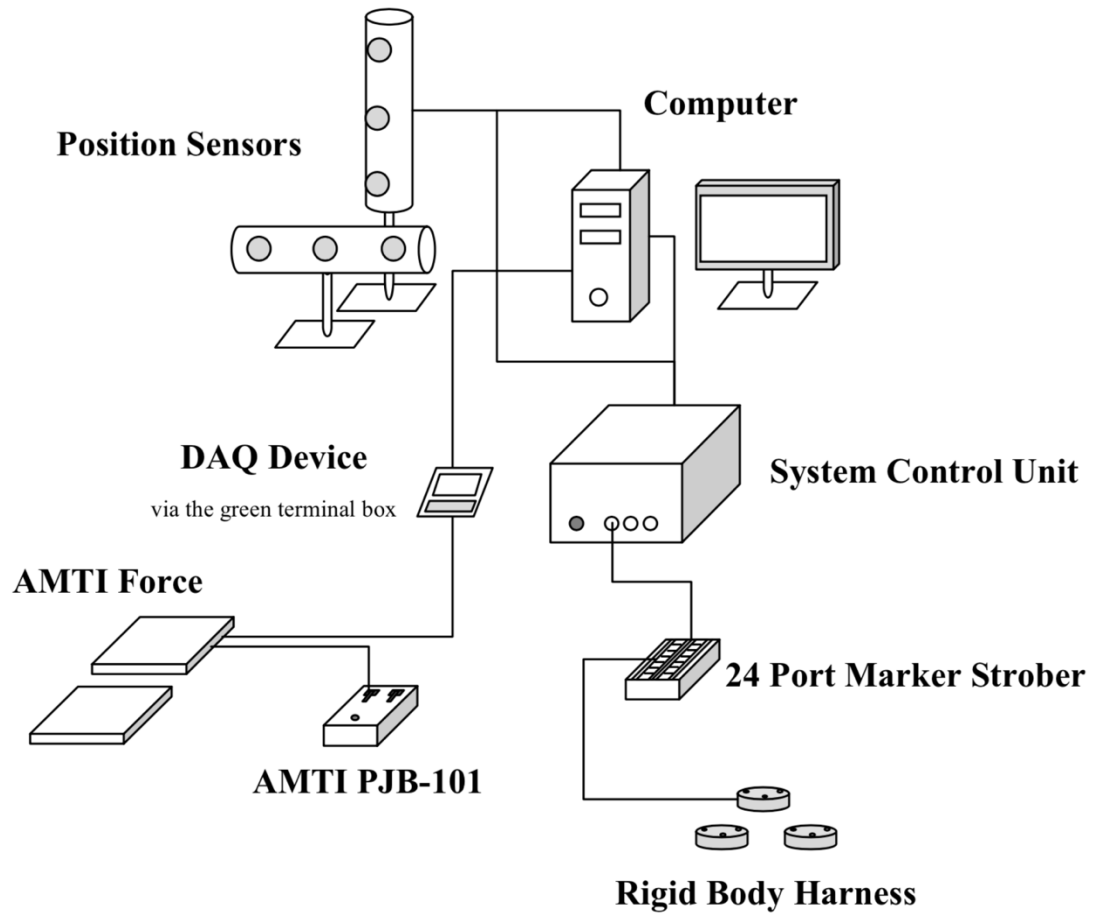 Computer
Position Sensors
DAQ Device
via the green terminal box
System Control Unit
AMTI Force
24 Port Marker Strober
AMTI PJB-101
Rigid Body Harness